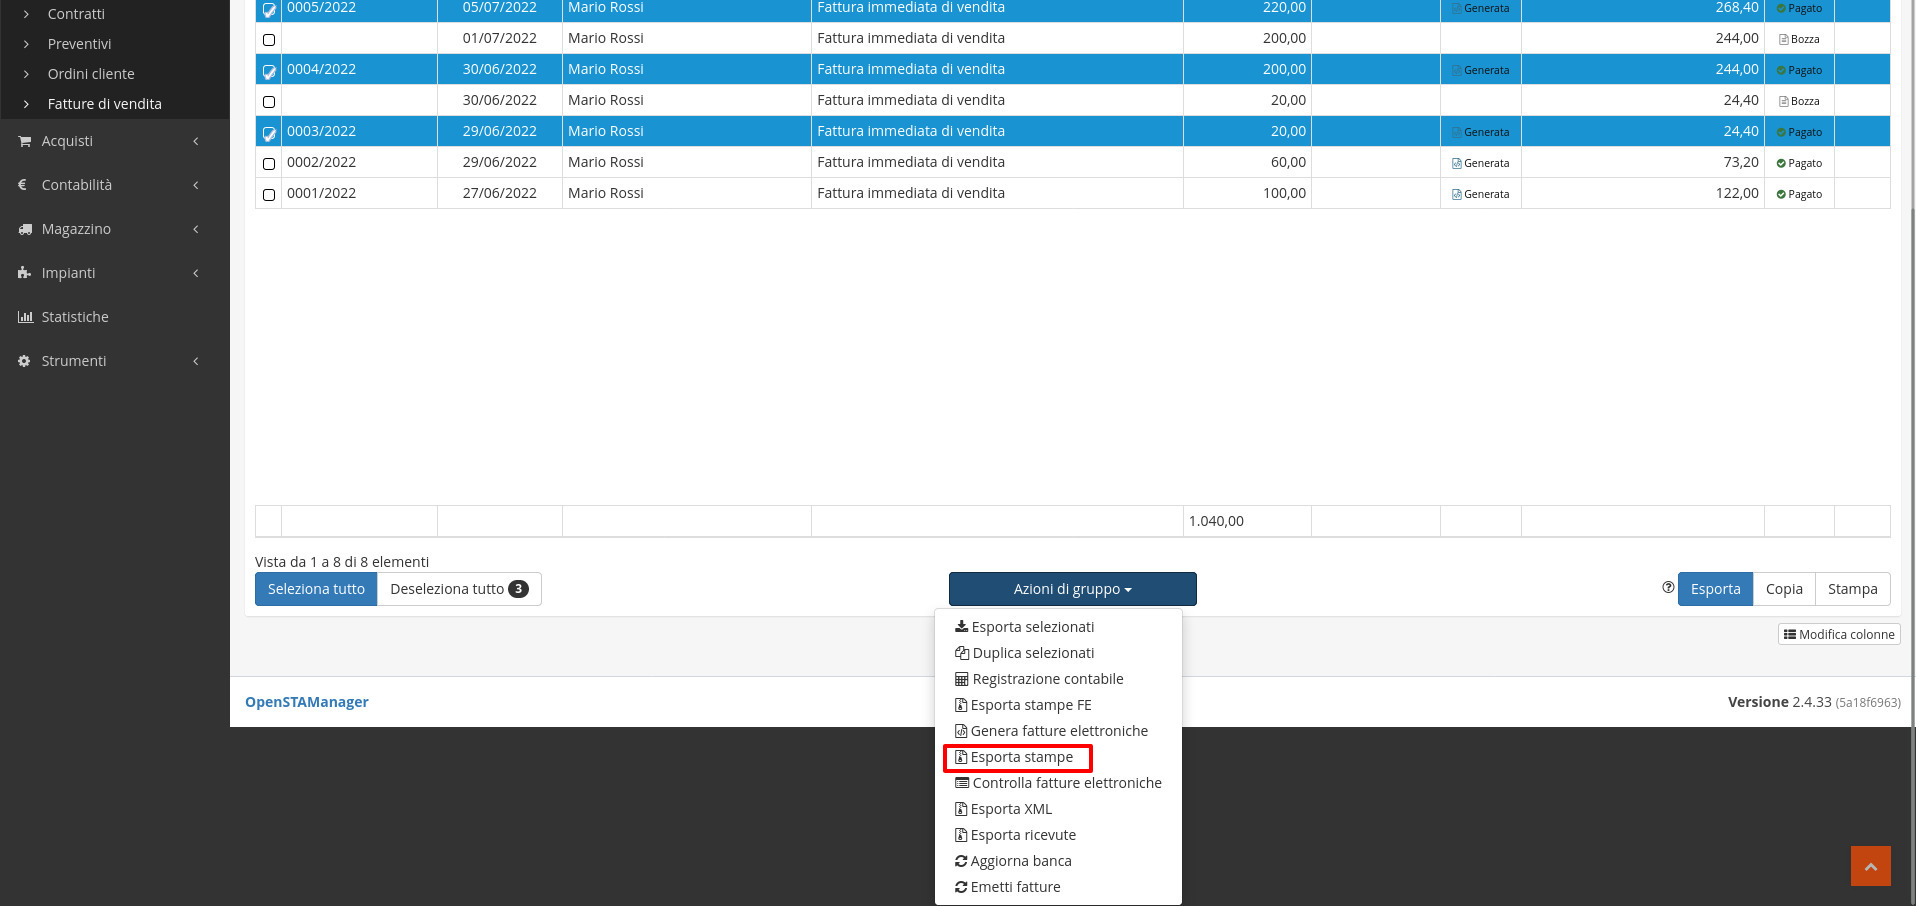 Contratti
Preventivi
Ordini cliente
Fatture di vendita
Acquisti
Contabilità
Magazzino
Impianti
Statistiche
Strumenti
0005/2022 05/07/2022 Mario Rossi Fattura immediata di vendita 220,00 Generata 268,40 Pagato
01/07/2022 Mario Rossi Fattura immediata di vendita 200,00 244,00 Bozza
0004/2022 30/06/2022 Mario Rossi Fattura immediata di vendita 200,00 Generata 244,00 Pagato
30/06/2022 Mario Rossi Fattura immediata di vendita 20,00 24,40 Bozza
0003/2022 29/06/2022 Mario Rossi Fattura immediata di vendita 20,00 Generata 24,40 Pagato
0002/2022 29/06/2022 Mario Rossi Fattura immediata di vendita 60,00 Generata 73,20 Pagato
0001/2022 27/06/2022 Mario Rossi Fattura immediata di vendita 100,00 Generata 122,00 Pagato
1.040,00
Vista da 1 a 8 di 8 elementi
Seleziona tutto Deseleziona tutto 3 Azioni di gruppo Esporta Copia Stampa
Esporta selezionati
Duplica selezionati
Registrazione contabile
Esporta stampe FE
Genera fatture elettroniche
Esporta stampe
Controlla fatture elettroniche
Esporta XML
Esporta ricevute
Aggiorna banca
Emetti fatture
Modifica colonne
OpenSTAManager Versione 2.4.33 (5a18f6963)